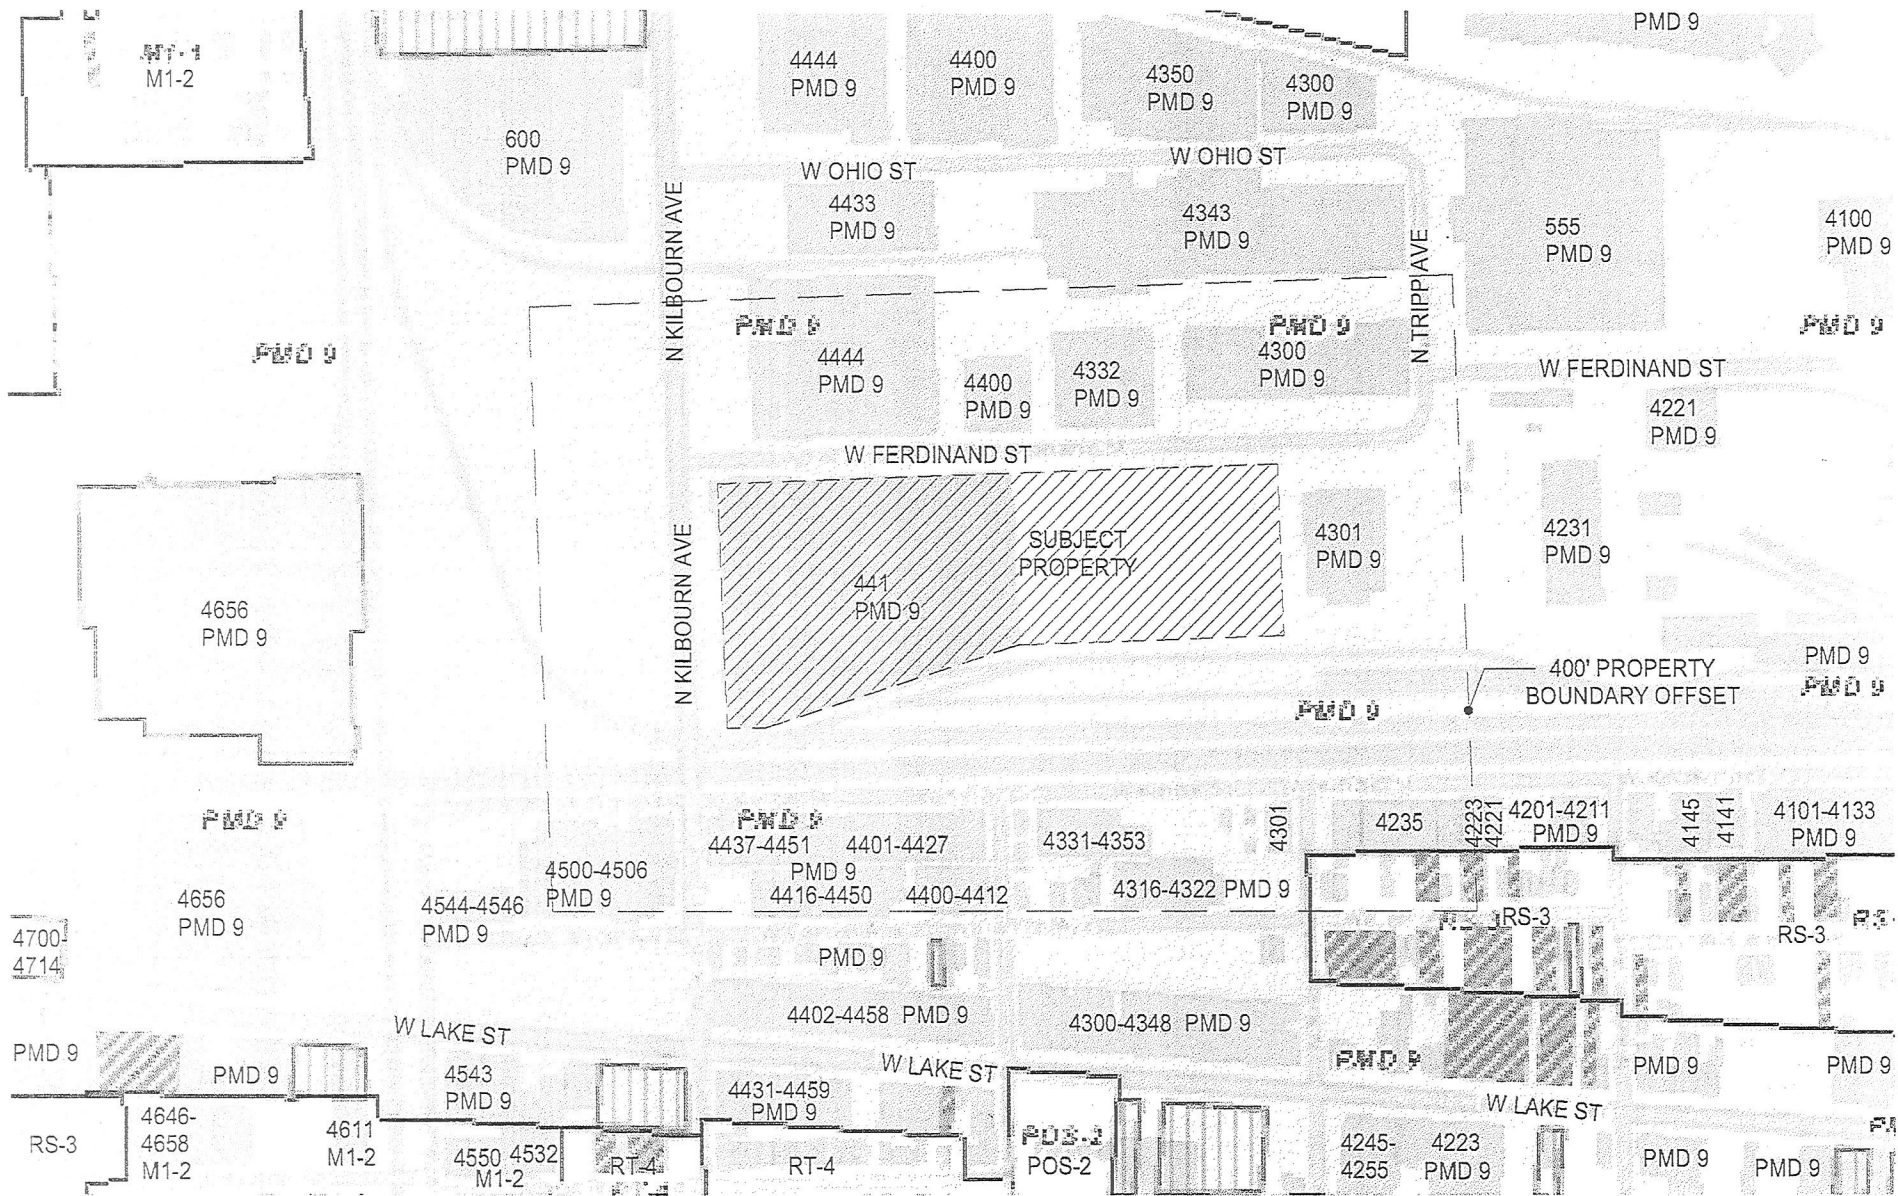 PMD 9
M1-1
M1-2
4444
PMD 9
4400
PMD 9
4350
PMD 9
4300
PMD 9
600
PMD 9
W OHIO ST
W OHIO ST
N KILBOURN AVE
4433
PMD 9
4343
PMD 9
N TRIPP AVE
555
PMD 9
4100
PMD 9
PMD 9
PMD 9
PMD 9
PMD 9
4444
PMD 9
4400
PMD 9
4332
PMD 9
4300
PMD 9
W FERDINAND ST
4221
PMD 9
W FERDINAND ST
N KILBOURN AVE
SUBJECT
PROPERTY
441
PMD 9
4301
PMD 9
4231
PMD 9
4656
PMD 9
400' PROPERTY
BOUNDARY OFFSET
PMD 9
PMD 9
PMD 9
PMD 9
PMD 9
4437-4451
PMD 9
4401-4427
4331-4353
4301
4235
4223
4221
4201-4211
PMD 9
4145
4141
4101-4133
PMD 9
4500-4506
PMD 9
4416-4450
4400-4412
4316-4322 PMD 9
4656
PMD 9
4544-4546
PMD 9
RS-3
RS-3
RS-3
4700-
4714
PMD 9
4402-4458 PMD 9
4300-4348 PMD 9
W LAKE ST
W LAKE ST
PMD 9
PMD 9
PMD 9
4543
PMD 9
4431-4459
PMD 9
PMD 9
PMD 9
PMD 9
W LAKE ST
RS-3
4646-
4658
M1-2
4611
M1-2
4550
4532
M1-2
RT-4
RT-4
POS-2
POS-2
4245-
4255
4223
PMD 9
PMD 9
PMD 9